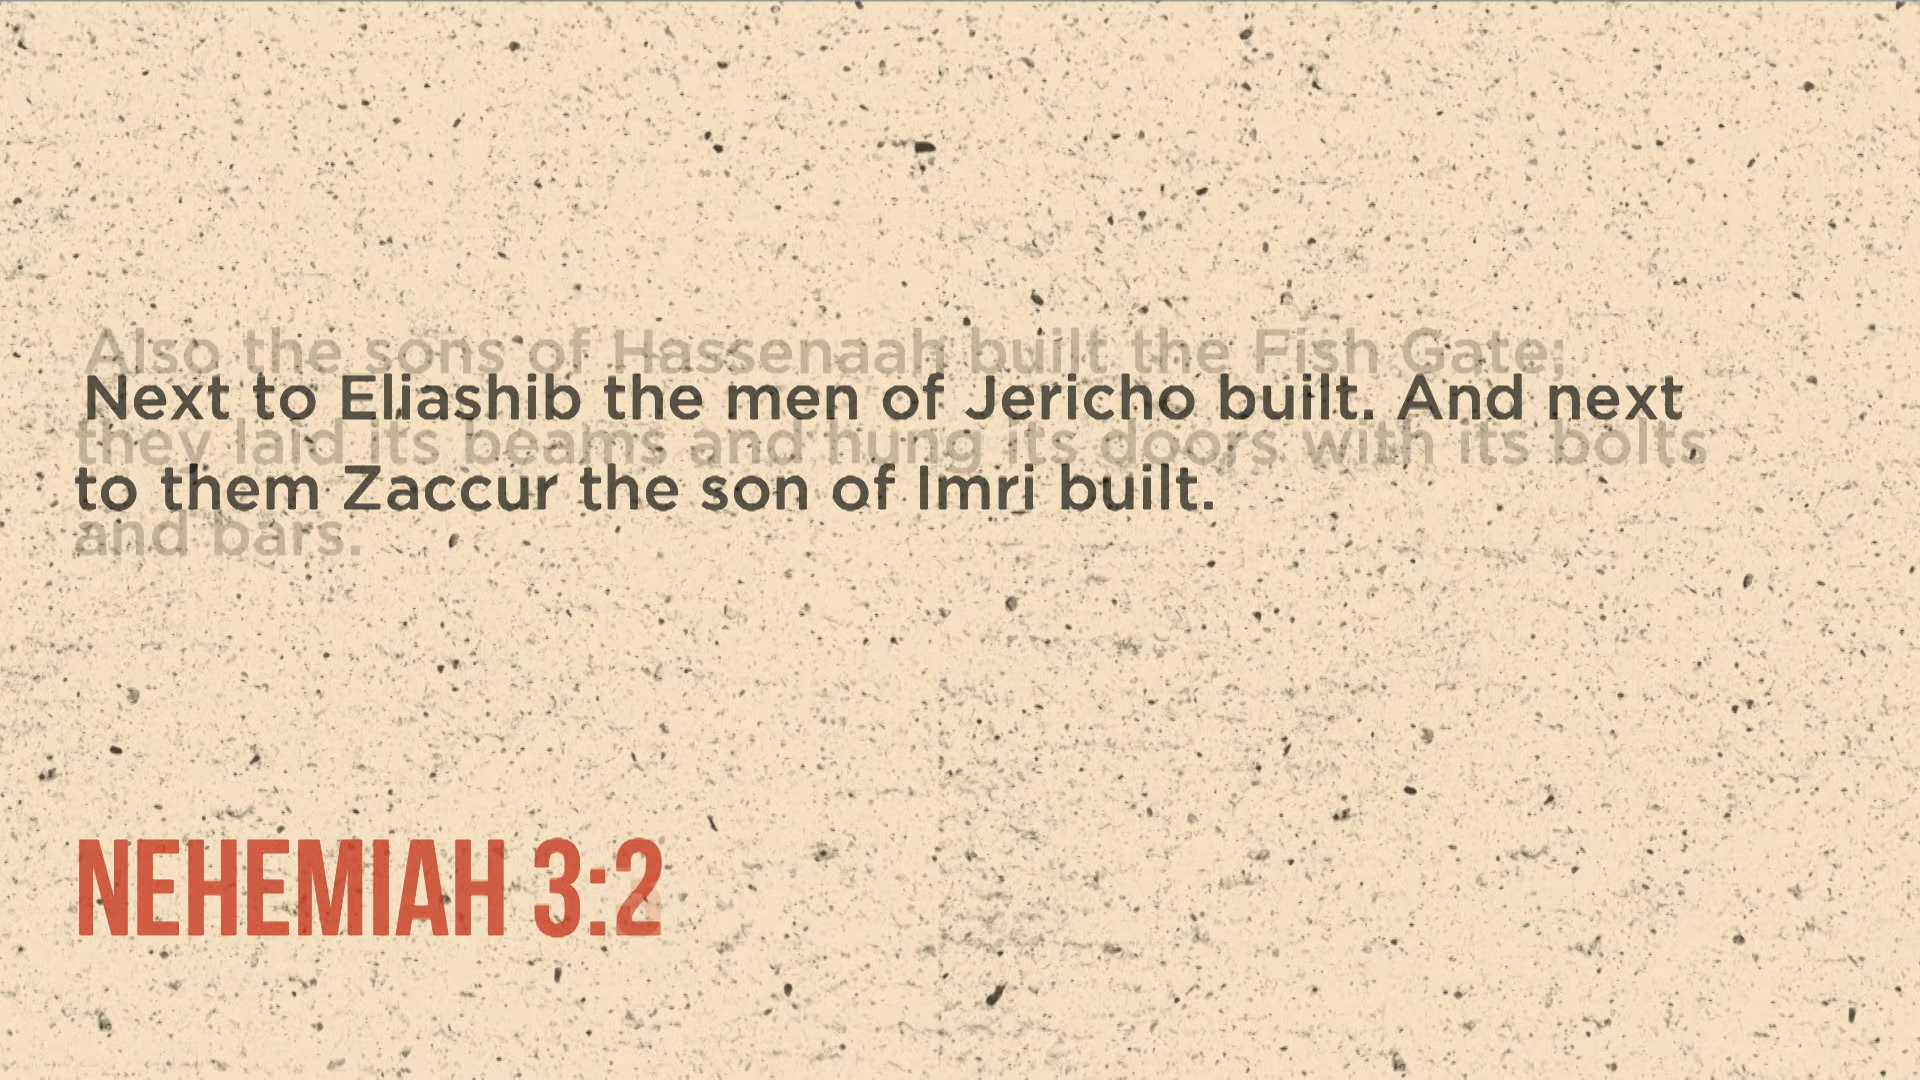 Also the sons of Hassenaah built the Fish Gate;
Next to Eliashib the men of Jericho built. And next
they laid its beams and hung its doors with its bolts
to them Zaccur the son of Imri built.
and bars.
NEHEMIAH 3:2